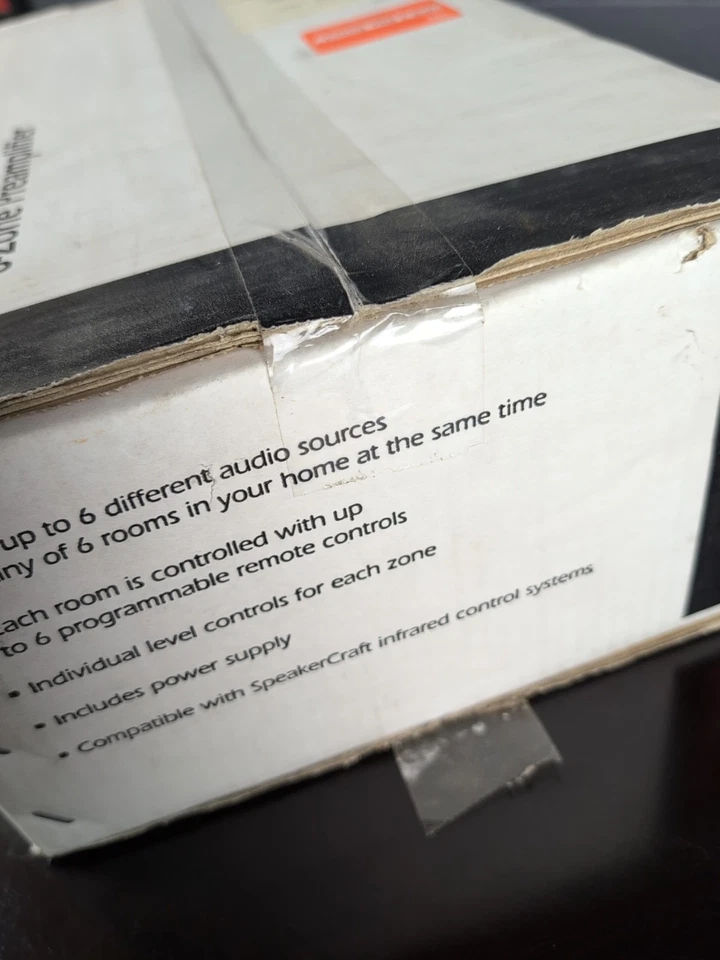 -Zone Preamplifier
up to 6 different audio sources
ny of 6 rooms in your home at the same time
ach room is controlled with up
to 6 programmable remote controls
• Individual level controls for each zone
• Includes power supply
• Compatible with SpeakerCraft infrared control systems